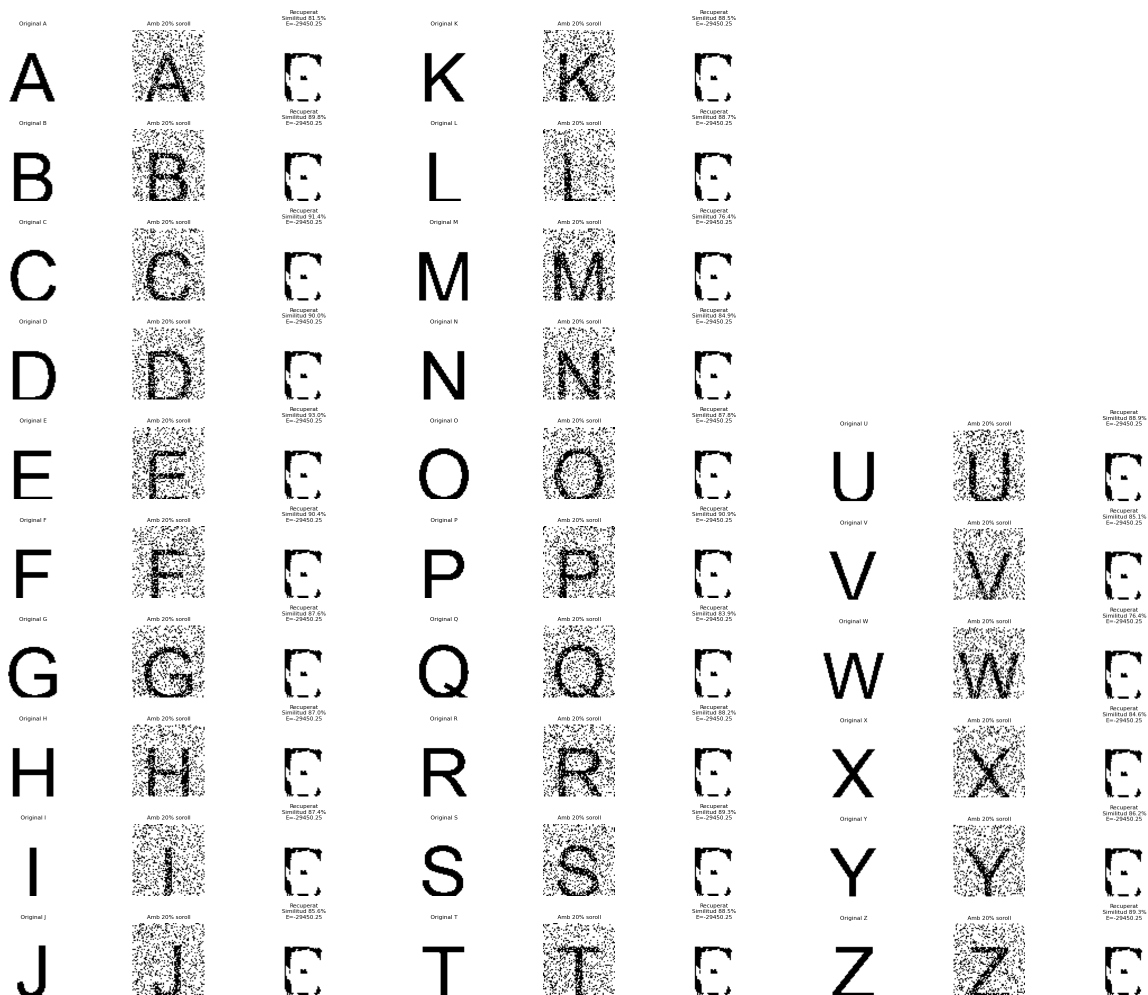 Original A
Amb 20% soroll
Recuperat
Similitud 81.5%
E=-29450.25
A
A
Original B
Amb 20% soroll
Recuperat
Similitud 89.8%
E=-29450.25
B
B
Original C
Amb 20% soroll
Recuperat
Similitud 91.4%
E=-29450.25
C
C
Original D
Amb 20% soroll
Recuperat
Similitud 90.0%
E=-29450.25
D
D
Original E
Amb 20% soroll
Recuperat
Similitud 93.0%
E=-29450.25
E
E
Original F
Amb 20% soroll
Recuperat
Similitud 90.4%
E=-29450.25
F
F
Original G
Amb 20% soroll
Recuperat
Similitud 87.6%
E=-29450.25
G
G
Original H
Amb 20% soroll
Recuperat
Similitud 87.0%
E=-29450.25
H
H
Original I
Amb 20% soroll
Recuperat
Similitud 87.4%
E=-29450.25
I
I
Original J
Amb 20% soroll
Recuperat
Similitud 85.6%
E=-29450.25
J
J
Original K
Amb 20% soroll
Recuperat
Similitud 88.5%
E=-29450.25
K
K
Original L
Amb 20% soroll
Recuperat
Similitud 88.7%
E=-29450.25
L
L
Original M
Amb 20% soroll
Recuperat
Similitud 76.4%
E=-29450.25
M
M
Original N
Amb 20% soroll
Recuperat
Similitud 84.9%
E=-29450.25
N
N
Original O
Amb 20% soroll
Recuperat
Similitud 87.8%
E=-29450.25
O
O
Original P
Amb 20% soroll
Recuperat
Similitud 90.9%
E=-29450.25
P
P
Original Q
Amb 20% soroll
Recuperat
Similitud 83.9%
E=-29450.25
Q
Q
Original R
Amb 20% soroll
Recuperat
Similitud 88.2%
E=-29450.25
R
R
Original S
Amb 20% soroll
Recuperat
Similitud 89.3%
E=-29450.25
S
S
Original T
Amb 20% soroll
Recuperat
Similitud 88.5%
E=-29450.25
T
T
Original U
Amb 20% soroll
Recuperat
Similitud 88.9%
E=-29450.25
U
U
Original V
Amb 20% soroll
Recuperat
Similitud 85.1%
E=-29450.25
V
V
Original W
Amb 20% soroll
Recuperat
Similitud 76.4%
E=-29450.25
W
W
Original X
Amb 20% soroll
Recuperat
Similitud 84.6%
E=-29450.25
X
X
Original Y
Amb 20% soroll
Recuperat
Similitud 86.2%
E=-29450.25
Y
Y
Original Z
Amb 20% soroll
Recuperat
Similitud 89.3%
E=-29450.25
Z
Z